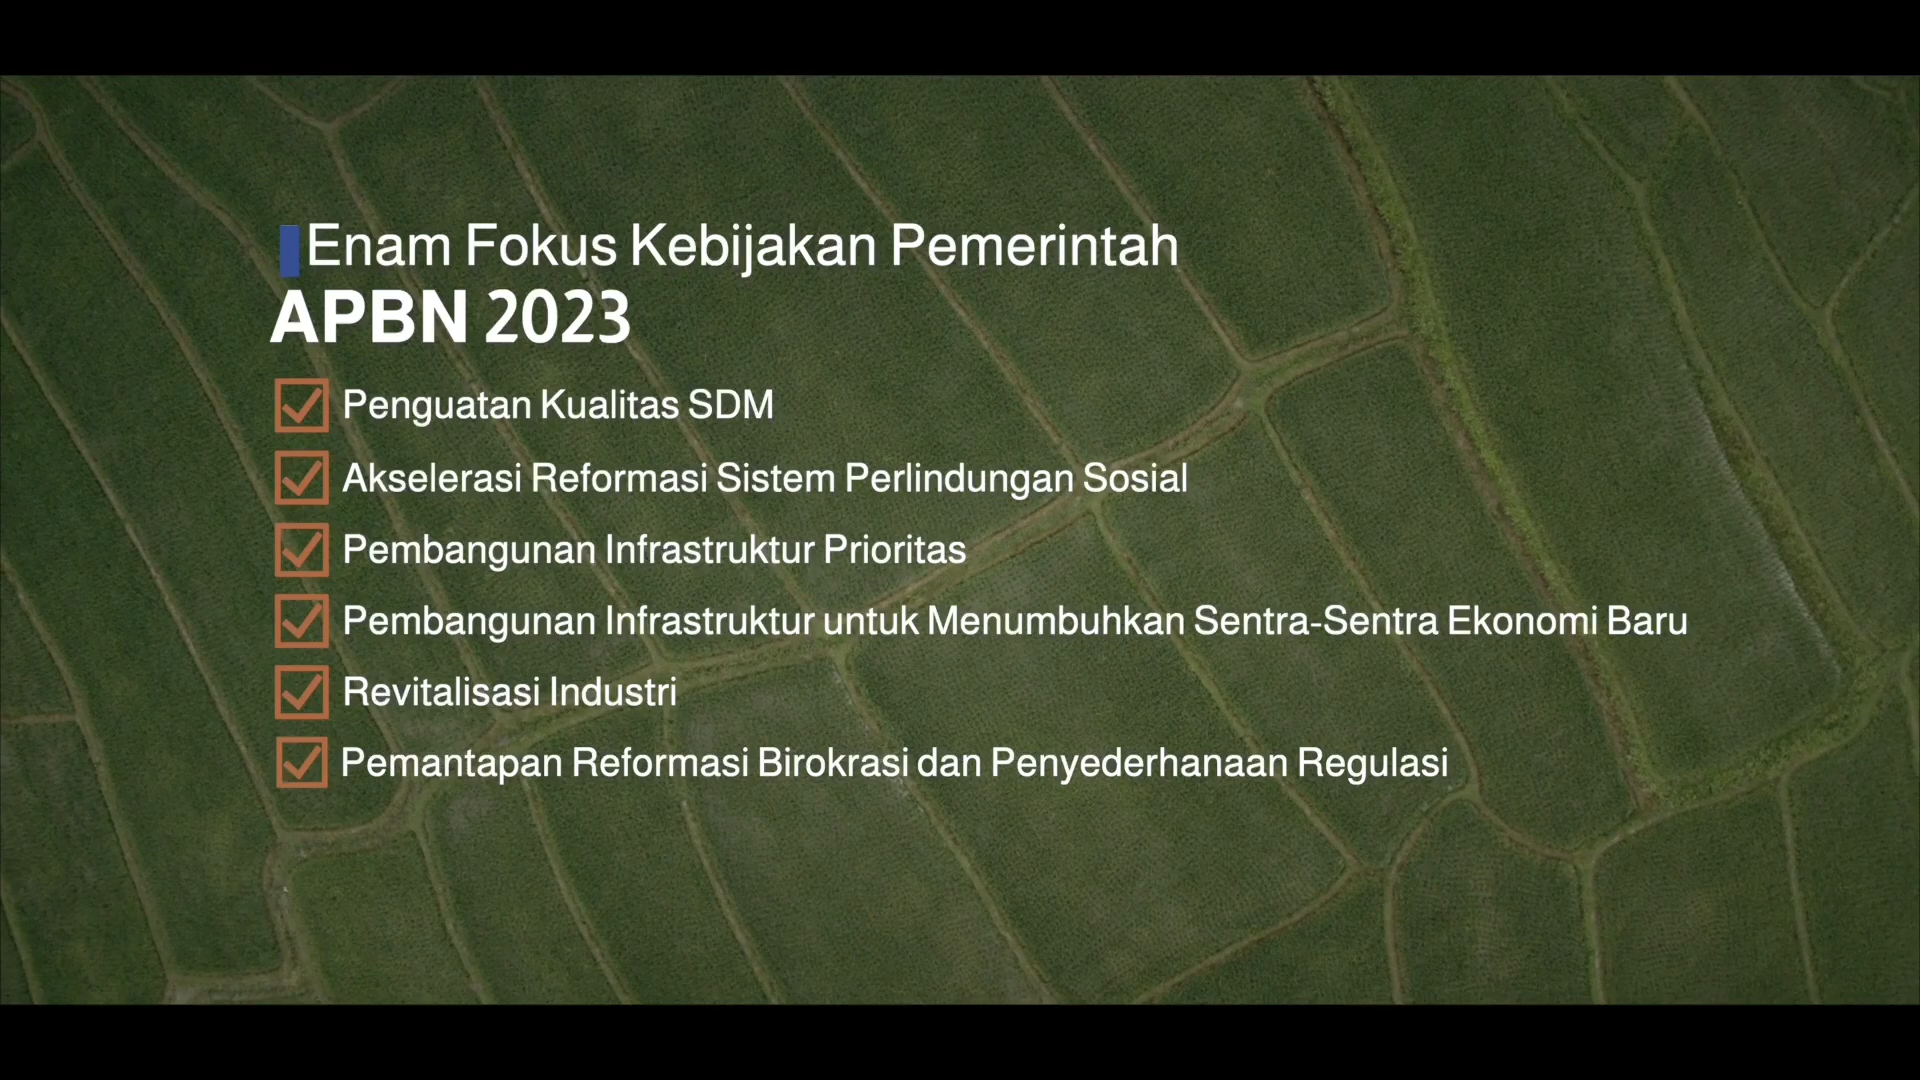 Enam Fokus Kebijakan Pemerintah
APBN 2023
Penguatan Kualitas SDM
Akselerasi Reformasi Sistem Perlindungan Sosial
Pembangunan Infrastruktur Prioritas
Pembangunan Infrastruktur untuk Menumbuhkan Sentra-Sentra Ekonomi Baru
Revitalisasi Industri
Pemantapan Reformasi Birokrasi dan Penyederhanaan Regulasi